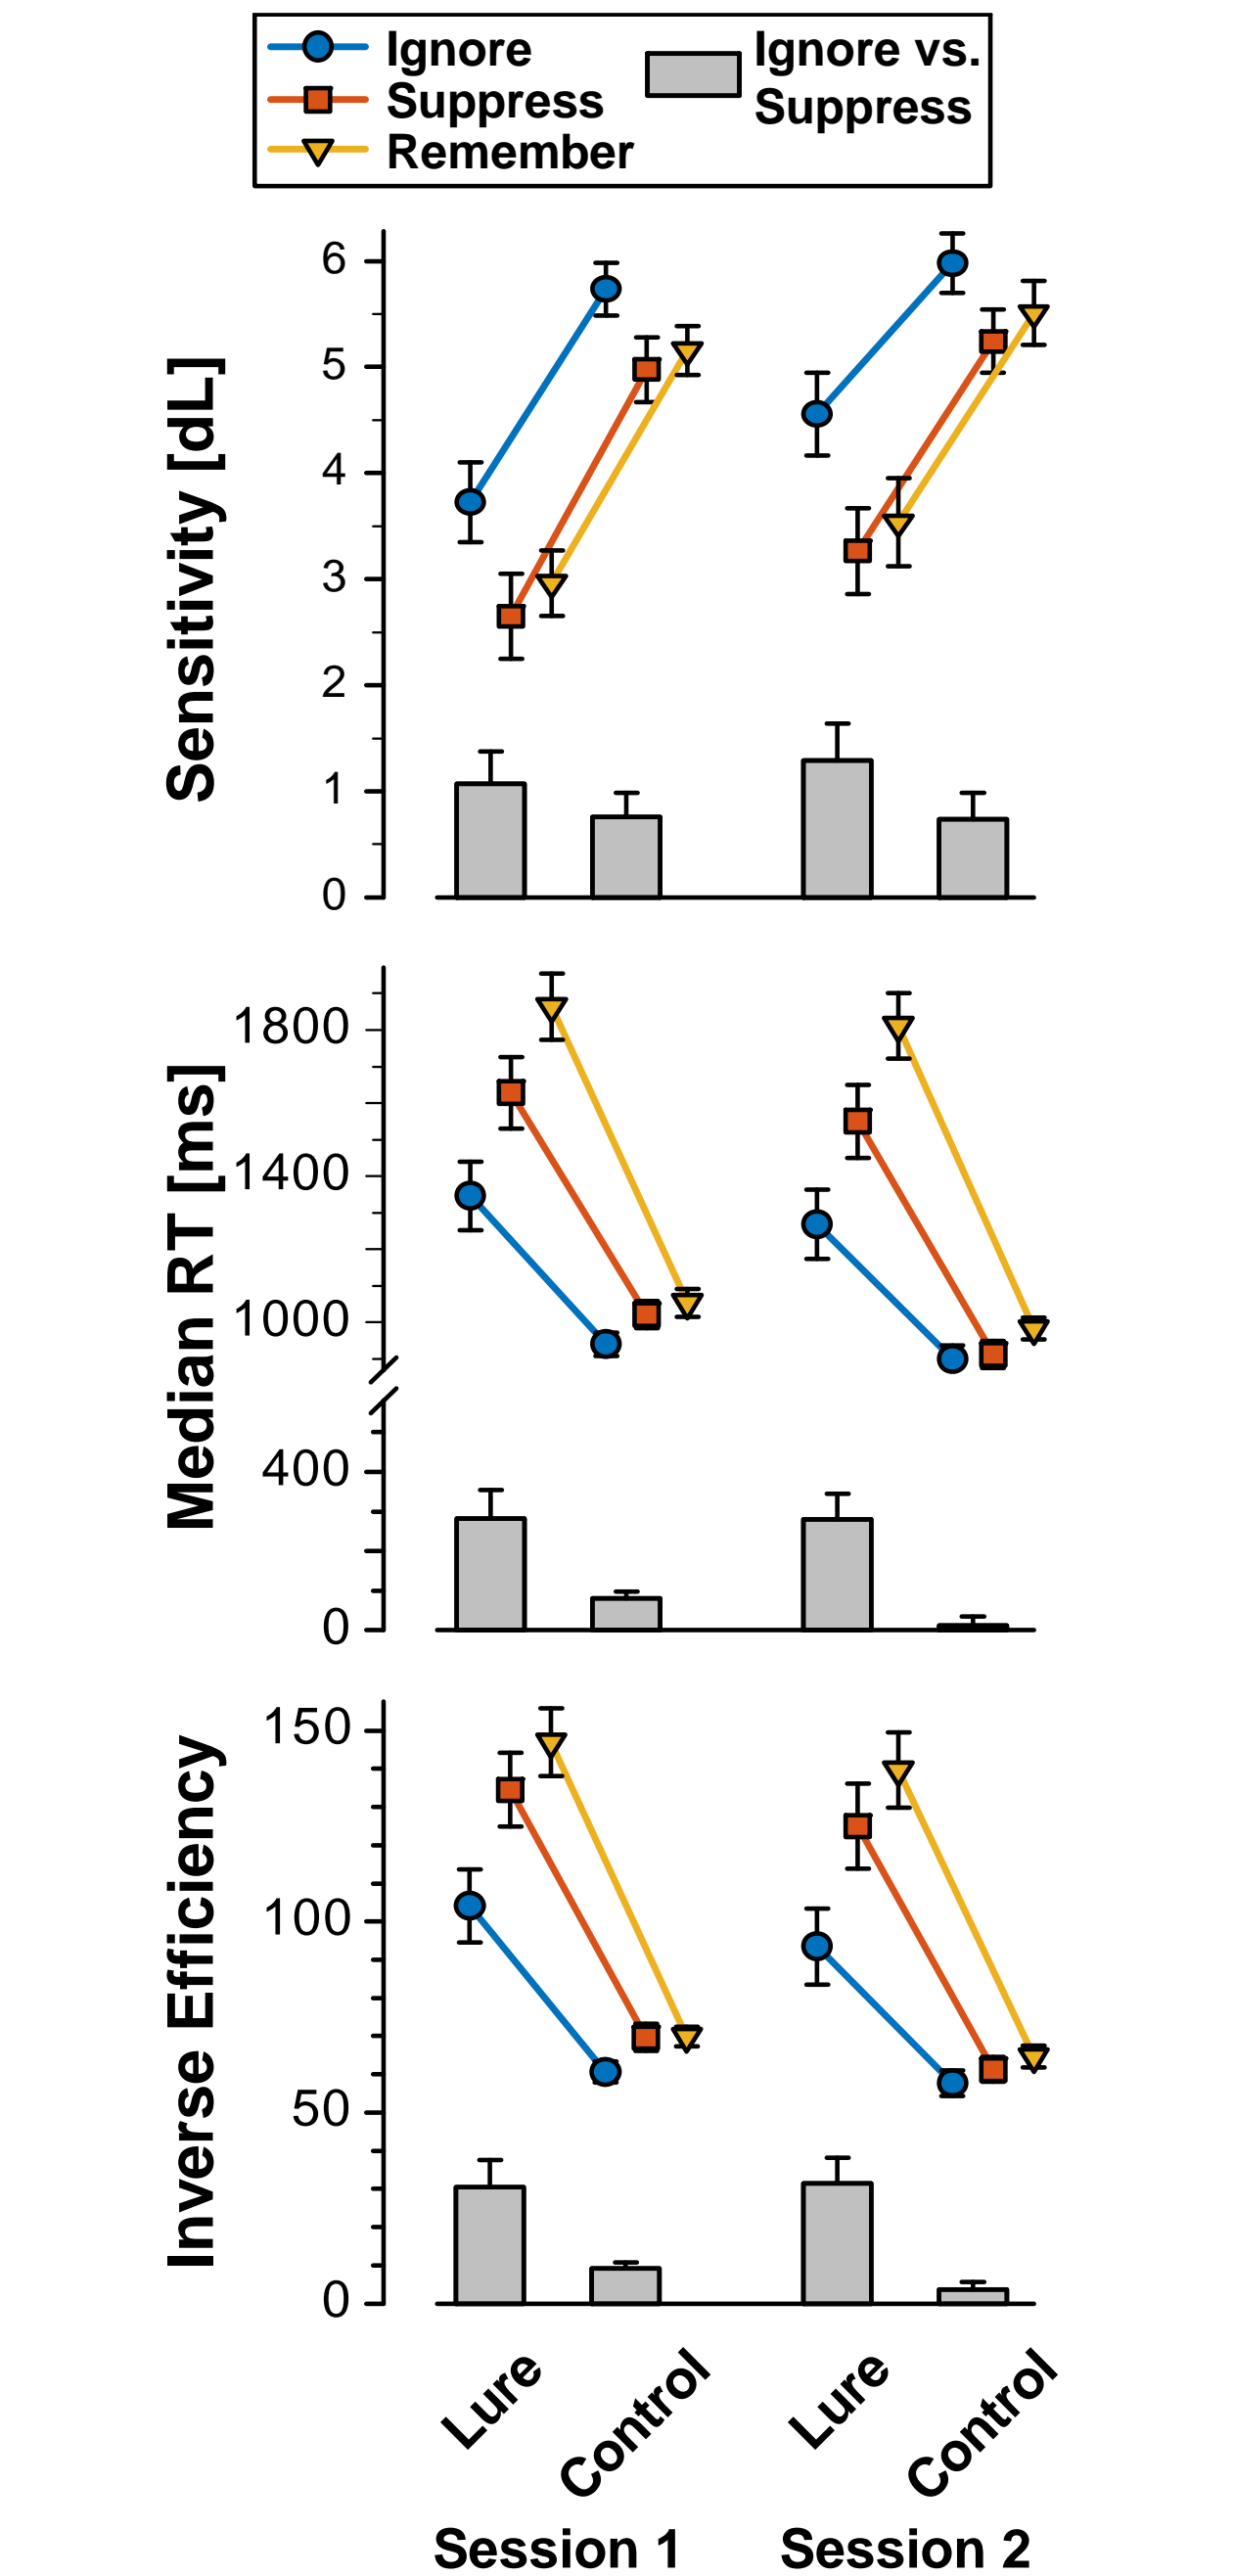 Ignore
Suppress
Remember
Ignore vs.
Suppress
Sensitivity [dL]
6
5
4
3
2
1
0
Median RT [ms]
1800
1400
1000
400
0
Inverse Efficiency
150
100
50
0
Lure
Control
Lure
Control
Session 1
Session 2